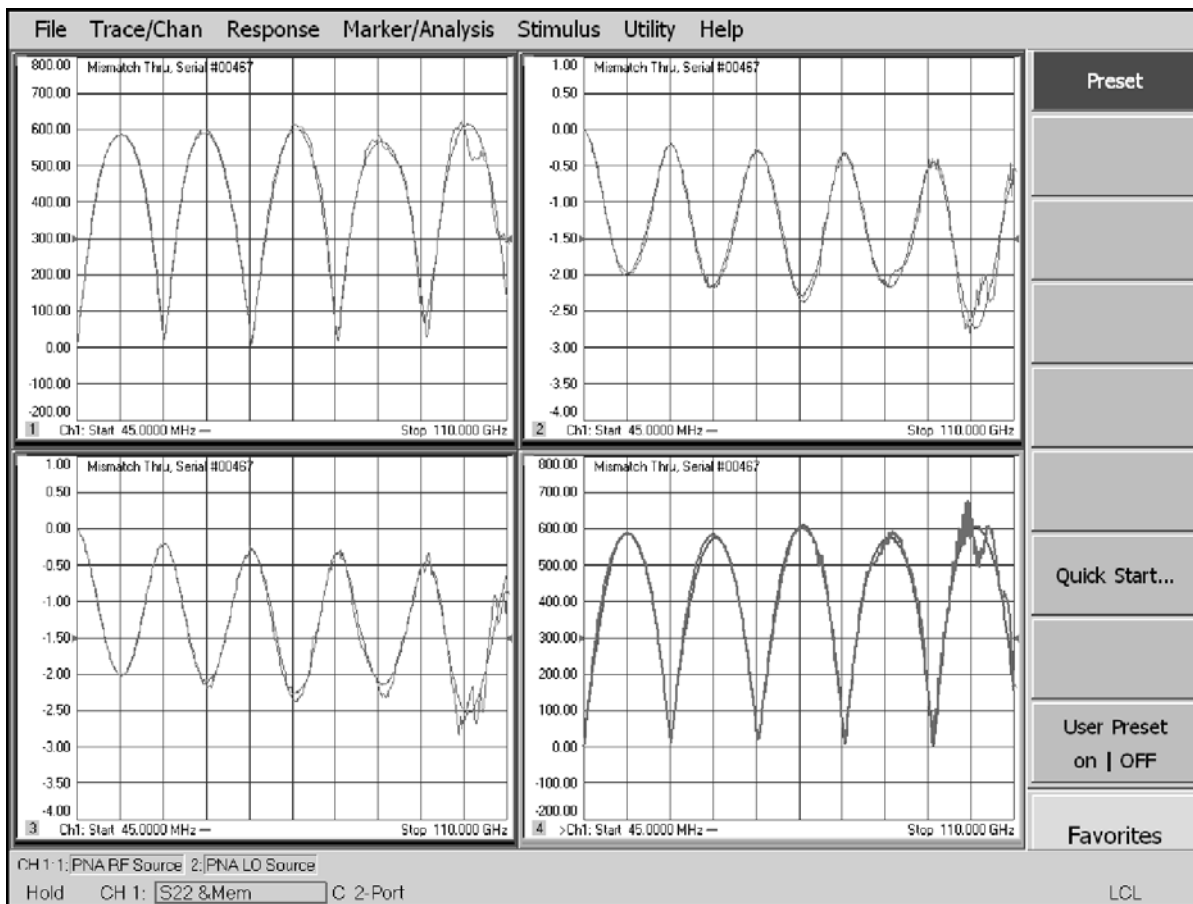 File Trace/Chan Response Marker/Analysis Stimulus Utility Help
800.00 Mismatch Thru, Serial #00467
700.00
600.00
500.00
400.00
300.00
200.00
100.00
0.00
-100.00
-200.00
1 Ch1: Start 45.0000 MHz — Stop 110.000 GHz
1.00 Mismatch Thru, Serial #00467
0.50
0.00
-0.50
-1.00
-1.50
-2.00
-2.50
-3.00
-3.50
-4.00
2 Ch1: Start 45.0000 MHz — Stop 110.000 GHz
1.00 Mismatch Thru, Serial #00467
0.50
0.00
-0.50
-1.00
-1.50
-2.00
-2.50
-3.00
-3.50
-4.00
3 Ch1: Start 45.0000 MHz — Stop 110.000 GHz
800.00 Mismatch Thru, Serial #00467
700.00
600.00
500.00
400.00
300.00
200.00
100.00
0.00
-100.00
-200.00
4 >Ch1: Start 45.0000 MHz — Stop 110.000 GHz
Preset
Quick Start...
User Preset
on | OFF
Favorites
CH 1: 1: PNA RF Source 2: PNA LO Source
Hold CH 1: S22 &Mem C 2-Port LCL